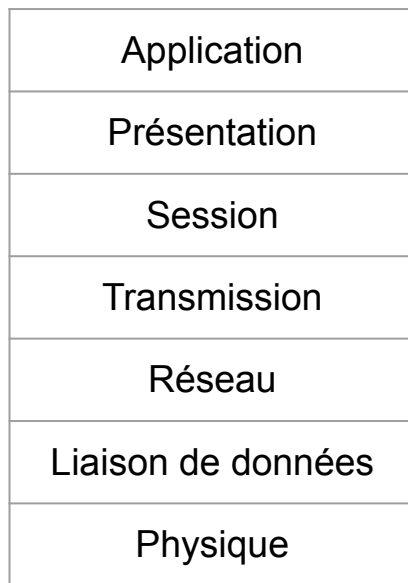 Application
Présentation
Session
Transmission
Réseau
Liaison de données
Physique